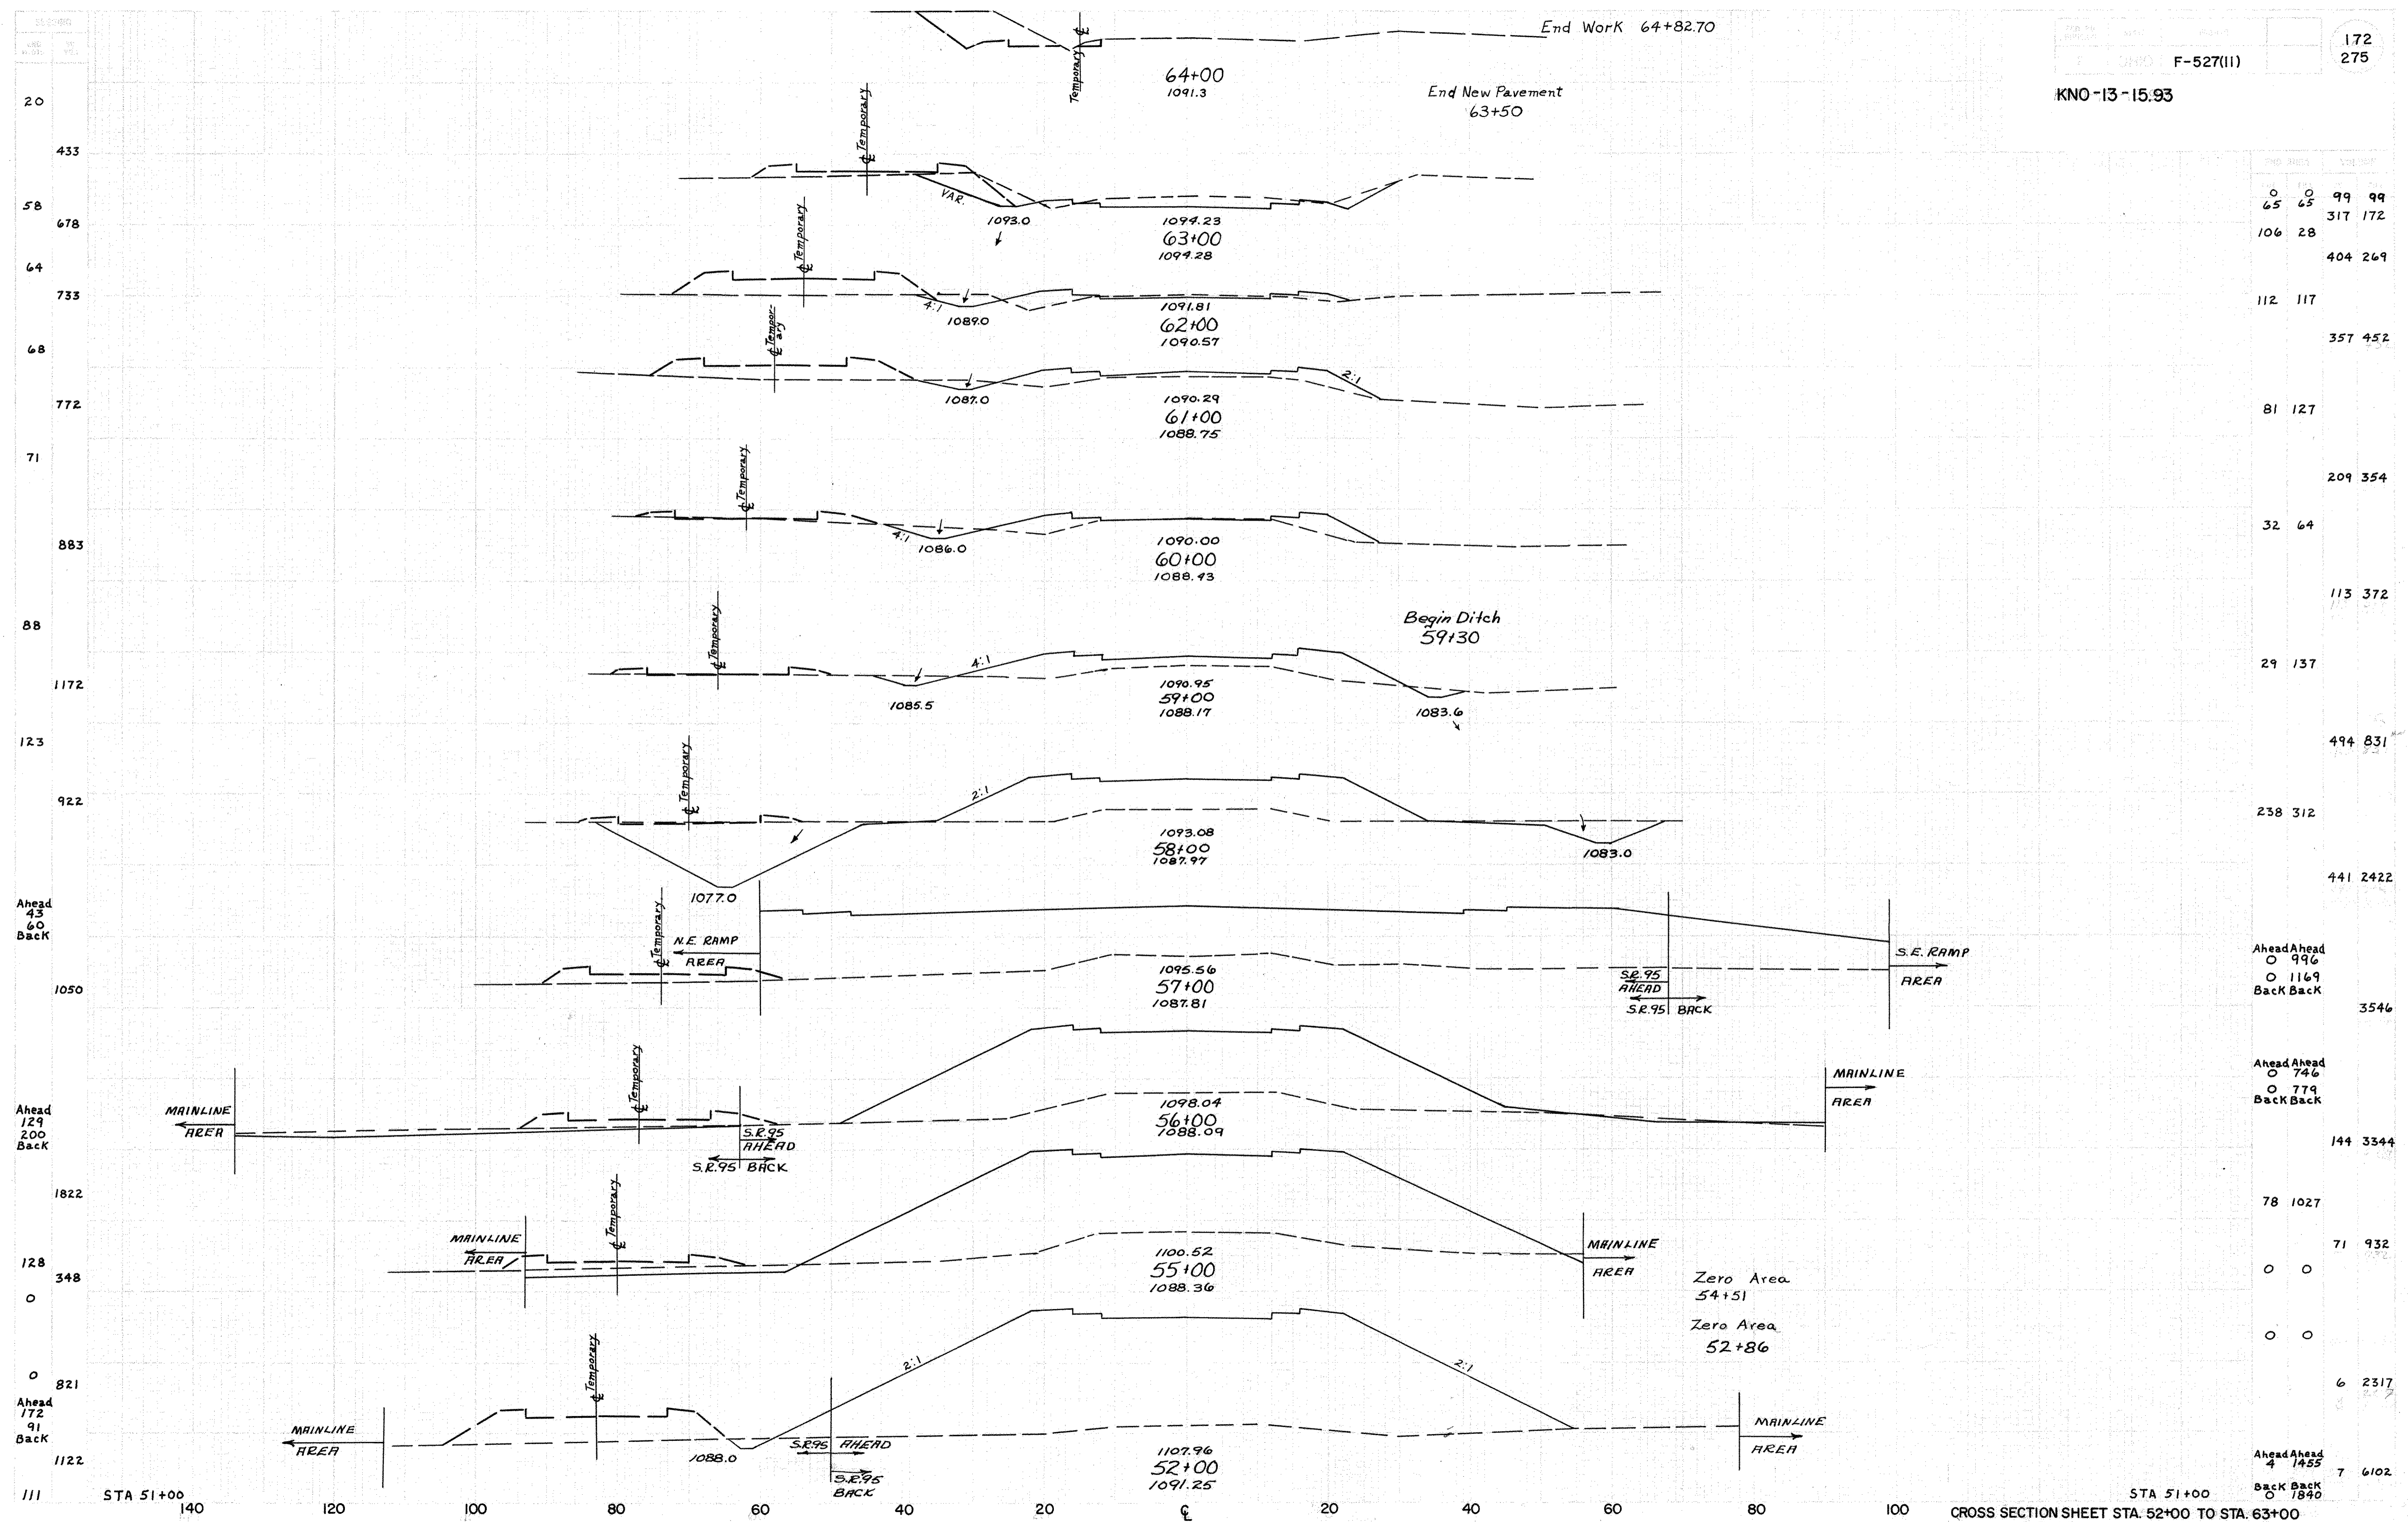 End Work 64+82.70
172
275
F-527(11)
KNO-13-15.93
℄ Temporary
64+00
1091.3
End New Pavement
63+50
20
433
℄ Temporary
VAR.
1093.0
1094.23
63+00
1094.28
58
678
0 0 99 99
65 65
317 172
106 28
64
404 269
℄ Temporary
4:1
1089.0
1091.81
62+00
1090.57
733
112 117
68
357 452
℄ Tempor-
ary
1087.0
1090.29
61+00
1088.75
2:1
772
81 127
71
209 354
℄ Temporary
4:1
1086.0
1090.00
60+00
1088.43
32 64
883
113 372
88
Begin Ditch
59+30
℄ Temporary
4:1
29 137
1172
1085.5
1090.95
59+00
1088.17
1083.6
123
494 831
℄ Temporary
2:1
922
238 312
1093.08
58+00
1087.97
1083.0
1077.0
441 2422
Ahead
43
60
Back
℄ Temporary
N.E. RAMP
AREA
1095.56
57+00
1087.81
S.R.95
AHEAD
S.R.95 BACK
S.E. RAMP
AREA
Ahead Ahead
0 996
0 1169
Back Back
1050
3546
℄ Temporary
MAINLINE
AREA
Ahead Ahead
0 746
0 779
Back Back
Ahead
129
200
Back
MAINLINE
AREA
S.R.95
AHEAD
S.R.95 BACK
1098.04
56+00
1088.09
144 3344
1822
78 1027
℄ Temporary
MAINLINE
AREA
MAINLINE
AREA
71 932
128
348
1100.52
55+00
1088.36
0 0
Zero Area
54+51
0
Zero Area
52+86
0 0
℄ Temporary
2:1
2:1
0
821
6 2317
Ahead
172
91
Back
MAINLINE
AREA
1088.0
S.R.95 AHEAD
S.R.95
BACK
1107.96
52+00
1091.25
MAINLINE
AREA
1122
Ahead Ahead
4 1455
7 6102
Back Back
0 1840
111
STA 51+00
STA 51+00
140 120 100 80 60 40 20 ℄ 20 40 60 80 100
CROSS SECTION SHEET STA. 52+00 TO STA. 63+00